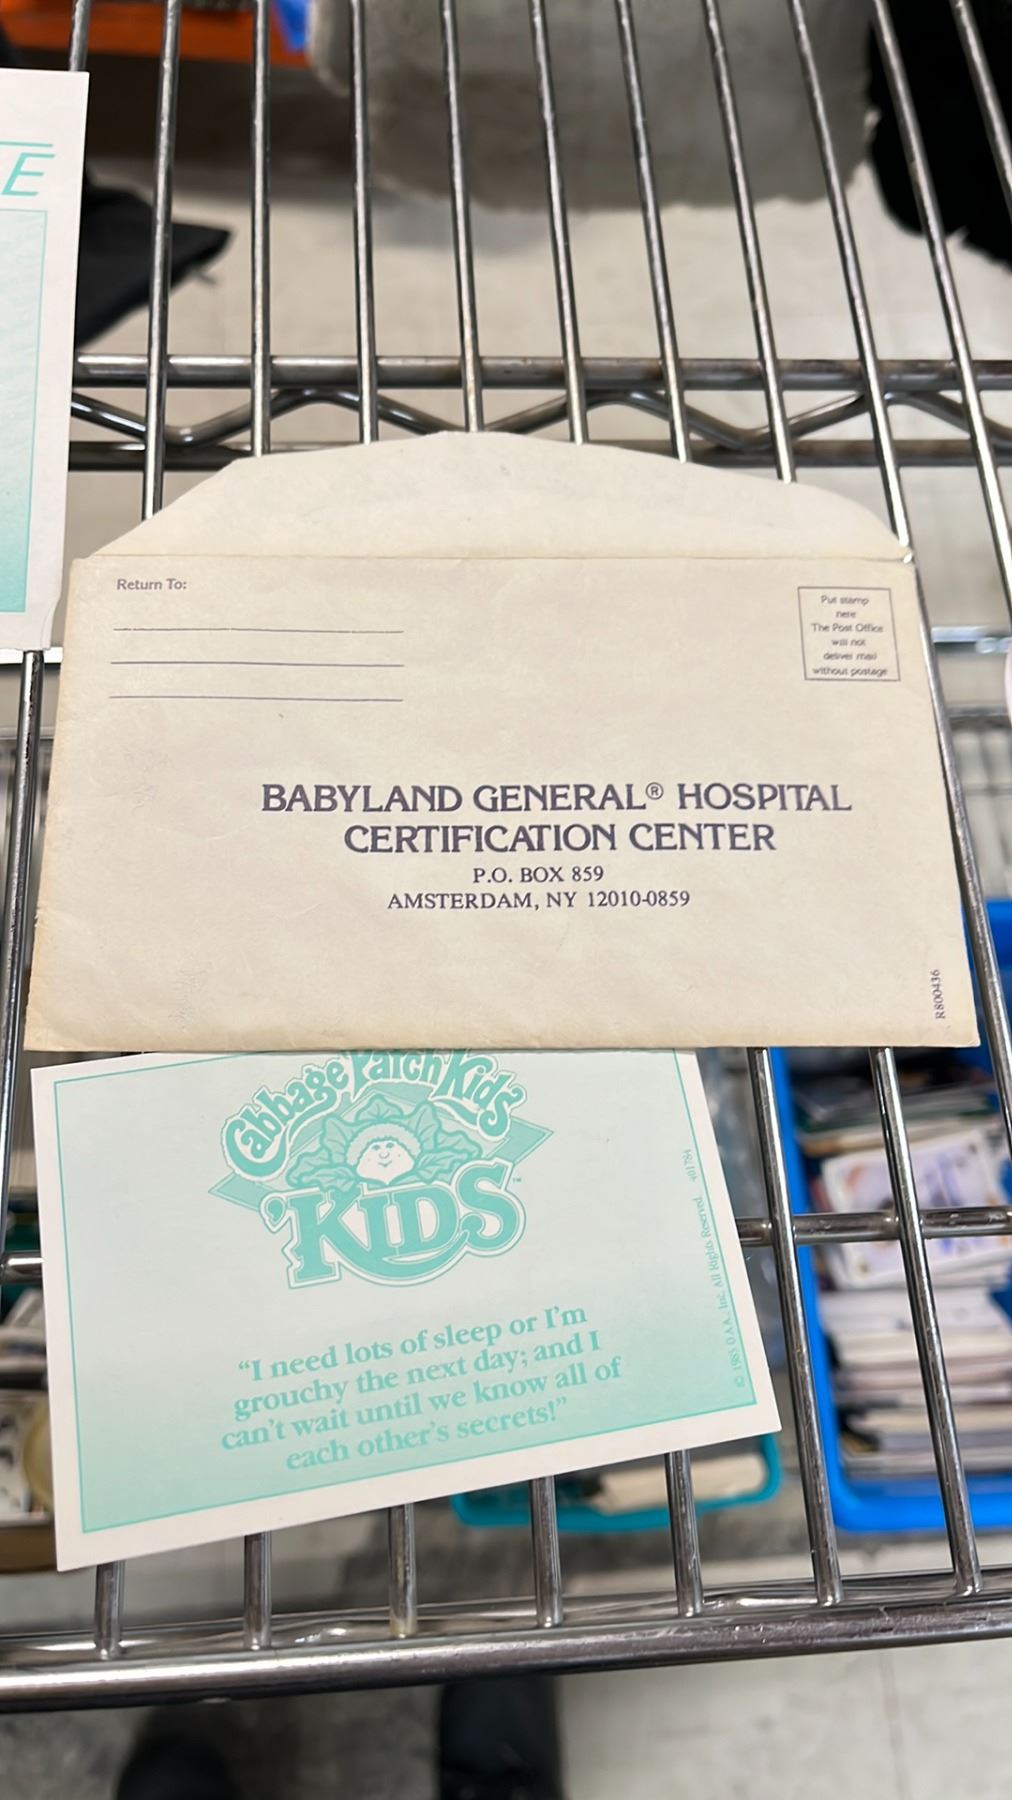 E
Return To:
Put stamp
here
The Post Office
will not
deliver mail
without postage
BABYLAND GENERAL® HOSPITAL
CERTIFICATION CENTER
P.O. BOX 859
AMSTERDAM, NY 12010-0859
R800436
Cabbage Patch Kids
'KIDS™
"I need lots of sleep or I'm
grouchy the next day; and I
can't wait until we know all of
each other's secrets!"
© 1985 O.A.A., Inc. All Rights Reserved. 401784